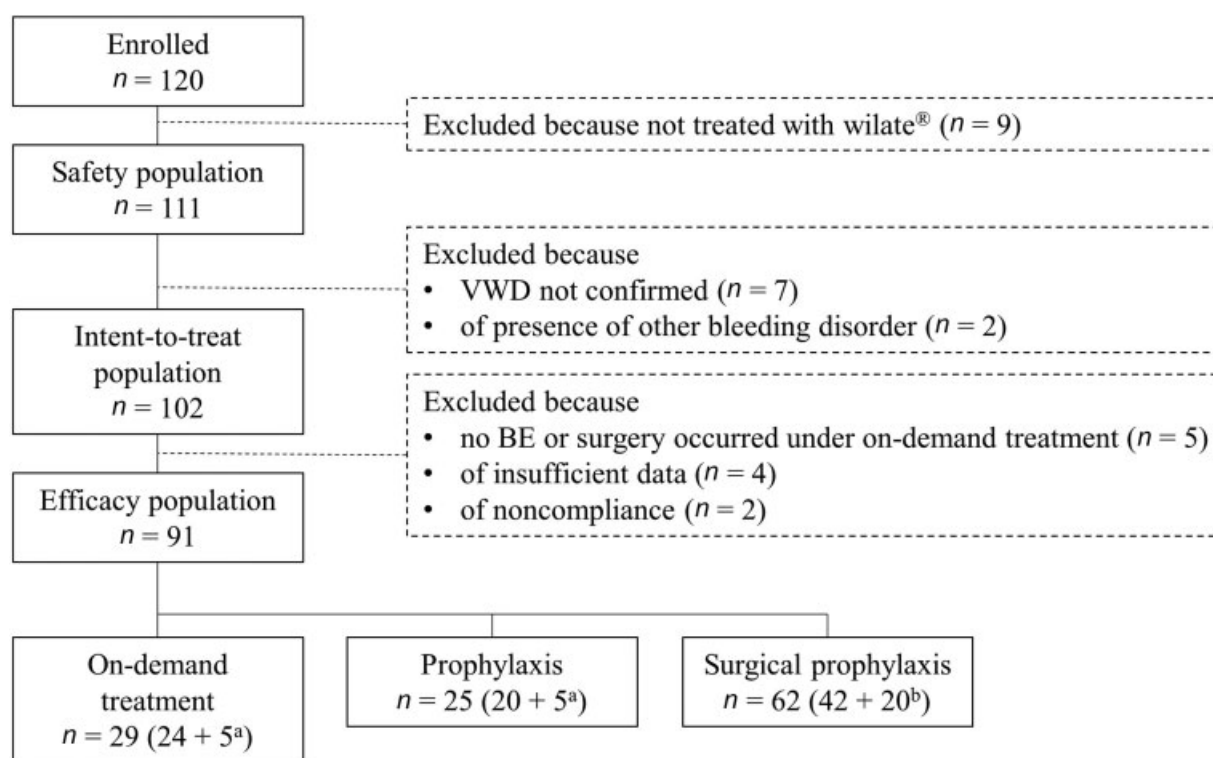 Enrolled
n = 120
Excluded because not treated with wilate® (n = 9)
Safety population
n = 111
Excluded because
• VWD not confirmed (n = 7)
• of presence of other bleeding disorder (n = 2)
Intent-to-treat
population
n = 102
Excluded because
• no BE or surgery occurred under on-demand treatment (n = 5)
• of insufficient data (n = 4)
• of noncompliance (n = 2)
Efficacy population
n = 91
On-demand
treatment
n = 29 (24 + 5ᵃ)
Prophylaxis
n = 25 (20 + 5ᵃ)
Surgical prophylaxis
n = 62 (42 + 20ᵇ)